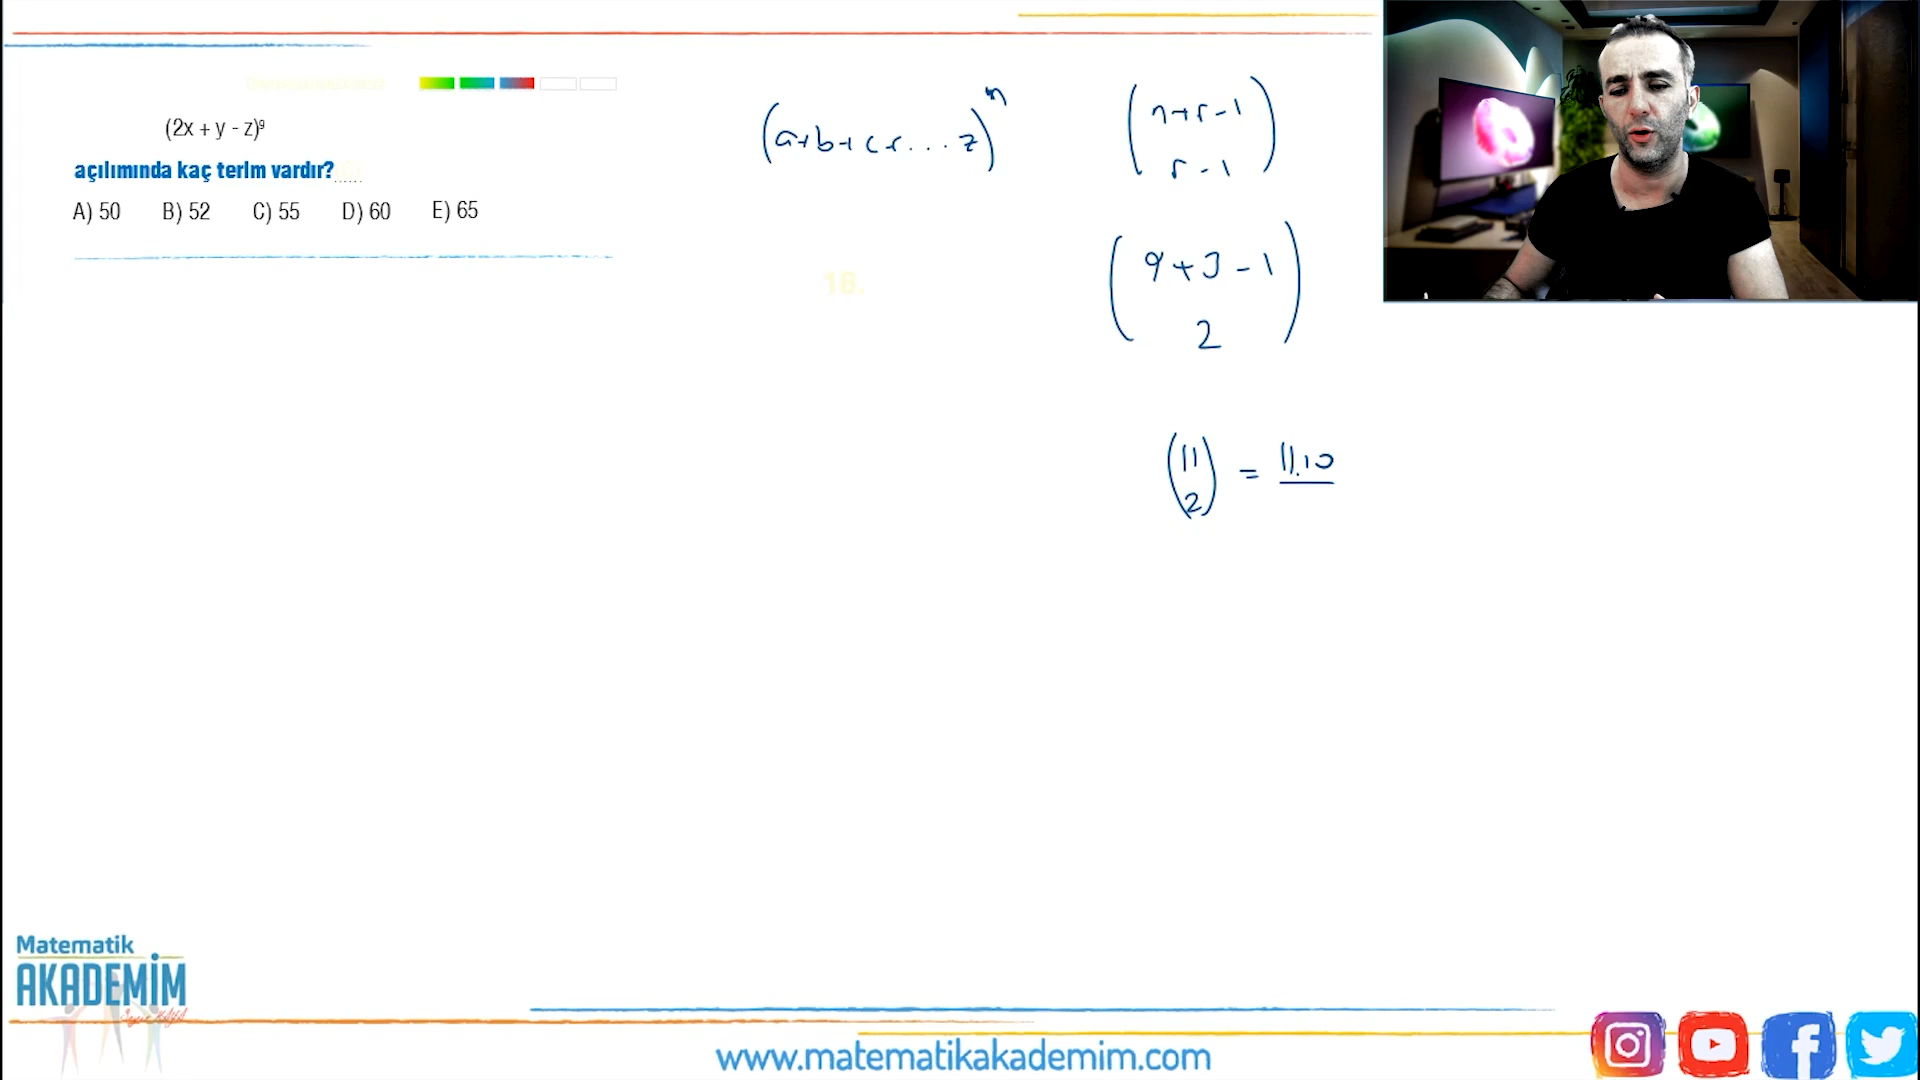 (2x + y - z)⁹
açılımında kaç terim vardır?
A) 50 B) 52 C) 55 D) 60 E) 65
(a+b+c+...z)ⁿ
(n+r-1
r-1)
18.
(9+3-1
2)
(11
2) = 11.10
Matematik
AKADEMİM
www.matematikakademim.com